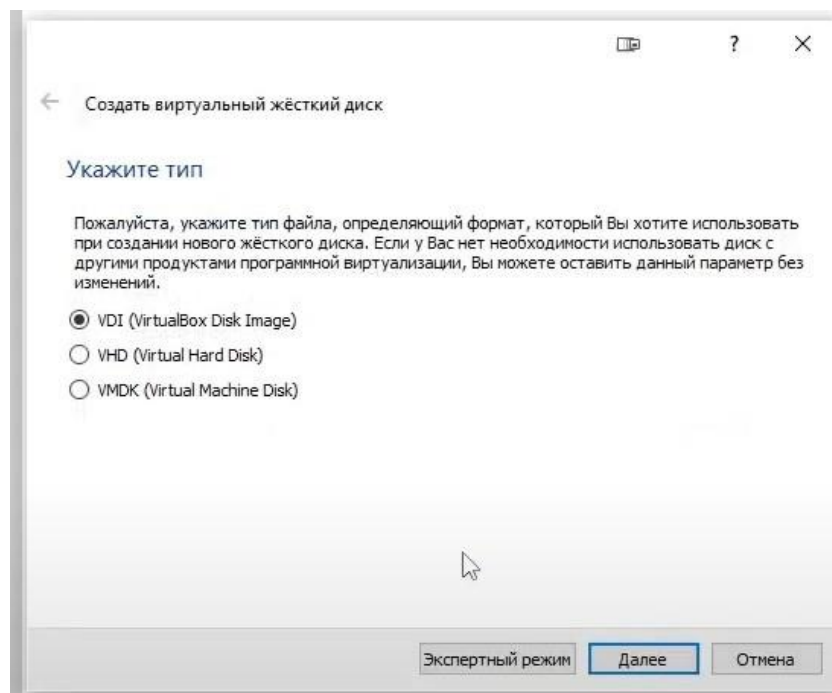 ?
Создать виртуальный жёсткий диск
Укажите тип
Пожалуйста, укажите тип файла, определяющий формат, который Вы хотите использовать
при создании нового жёсткого диска. Если у Вас нет необходимости использовать диск с
другими продуктами программной виртуализации, Вы можете оставить данный параметр без
изменений.
VDI (VirtualBox Disk Image)
VHD (Virtual Hard Disk)
VMDK (Virtual Machine Disk)
Экспертный режим Далее Отмена